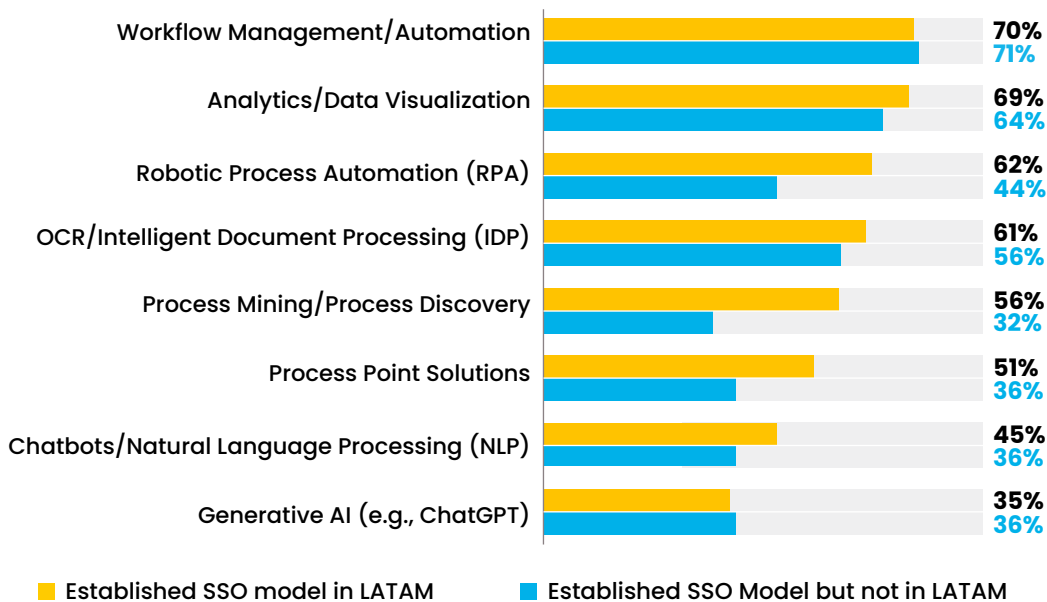 Workflow Management/Automation
70%
71%
Analytics/Data Visualization
69%
64%
Robotic Process Automation (RPA)
62%
44%
OCR/Intelligent Document Processing (IDP)
61%
56%
Process Mining/Process Discovery
56%
32%
Process Point Solutions
51%
36%
Chatbots/Natural Language Processing (NLP)
45%
36%
Generative AI (e.g., ChatGPT)
35%
36%
Established SSO model in LATAM
Established SSO Model but not in LATAM